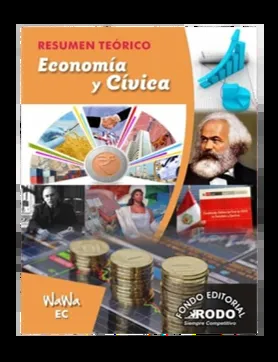 RESUMEN TEÓRICO
Economía
y Cívica
WaWa
EC
FONDO EDITORIAL
RODO
Siempre Competitivo